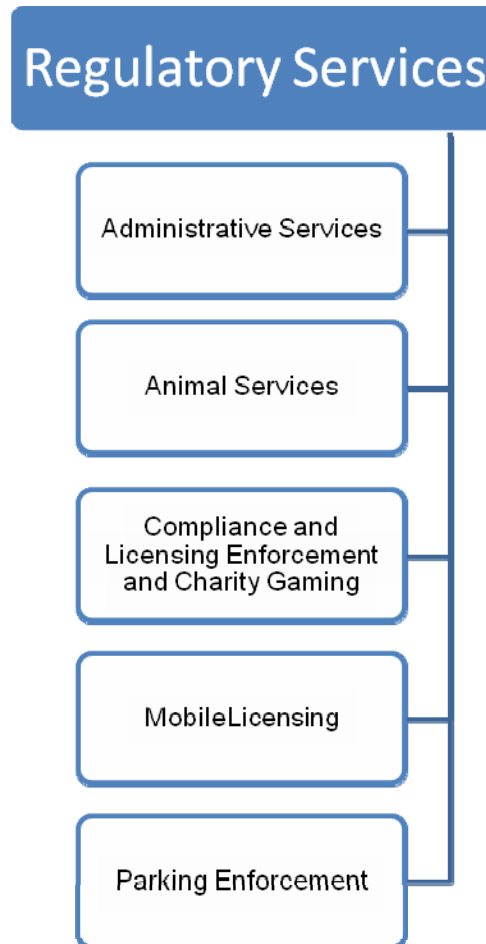 Regulatory Services
Administrative Services
Animal Services
Compliance and
Licensing Enforcement
and Charity Gaming
MobileLicensing
Parking Enforcement